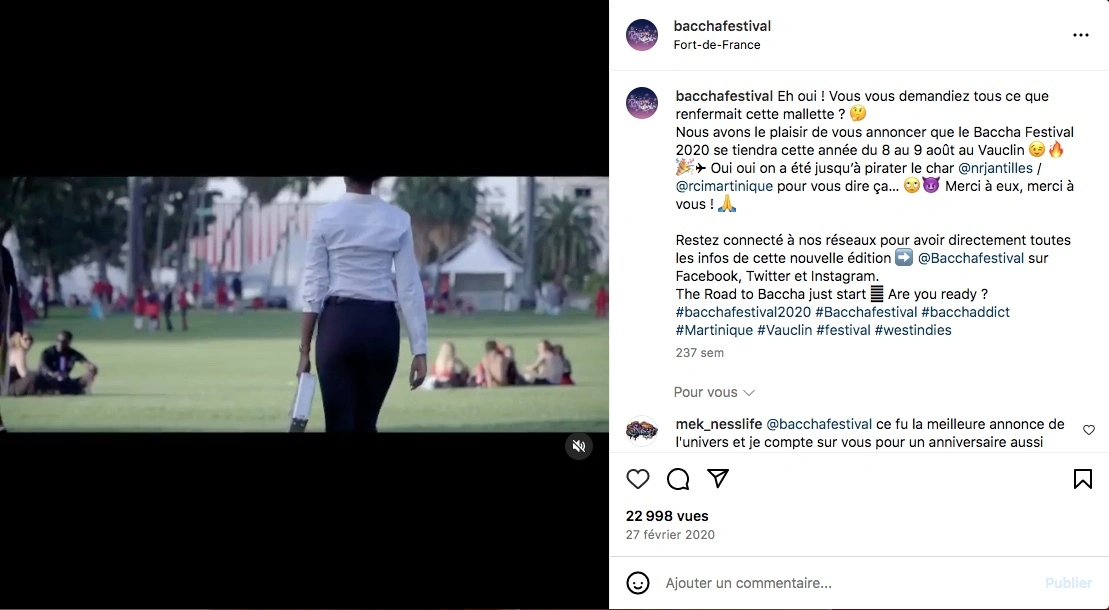 bacchafestival
Fort-de-France
bacchafestival Eh oui ! Vous vous demandiez tous ce que
renfermait cette mallette ? 🤔
Nous avons le plaisir de vous annoncer que le Baccha Festival
2020 se tiendra cette année du 8 au 9 août au Vauclin 😉🔥
🎉✈ Oui oui on a été jusqu’à pirater le char @nrjantilles /
@rcimartinique pour vous dire ça... 🙄😈 Merci à eux, merci à
vous ! 🙏
Restez connecté à nos réseaux pour avoir directement toutes
les infos de cette nouvelle édition ➡️ @Bacchafestival sur
Facebook, Twitter et Instagram.
The Road to Baccha just start Are you ready ?
#bacchafestival2020 #Bacchafestival #bacchaddict
#Martinique #Vauclin #festival #westindies
237 sem
Pour vous
mek_nesslife @bacchafestival ce fu la meilleure annonce de
l'univers et je compte sur vous pour un anniversaire aussi
22 998 vues
27 février 2020
Ajouter un commentaire...
Publier